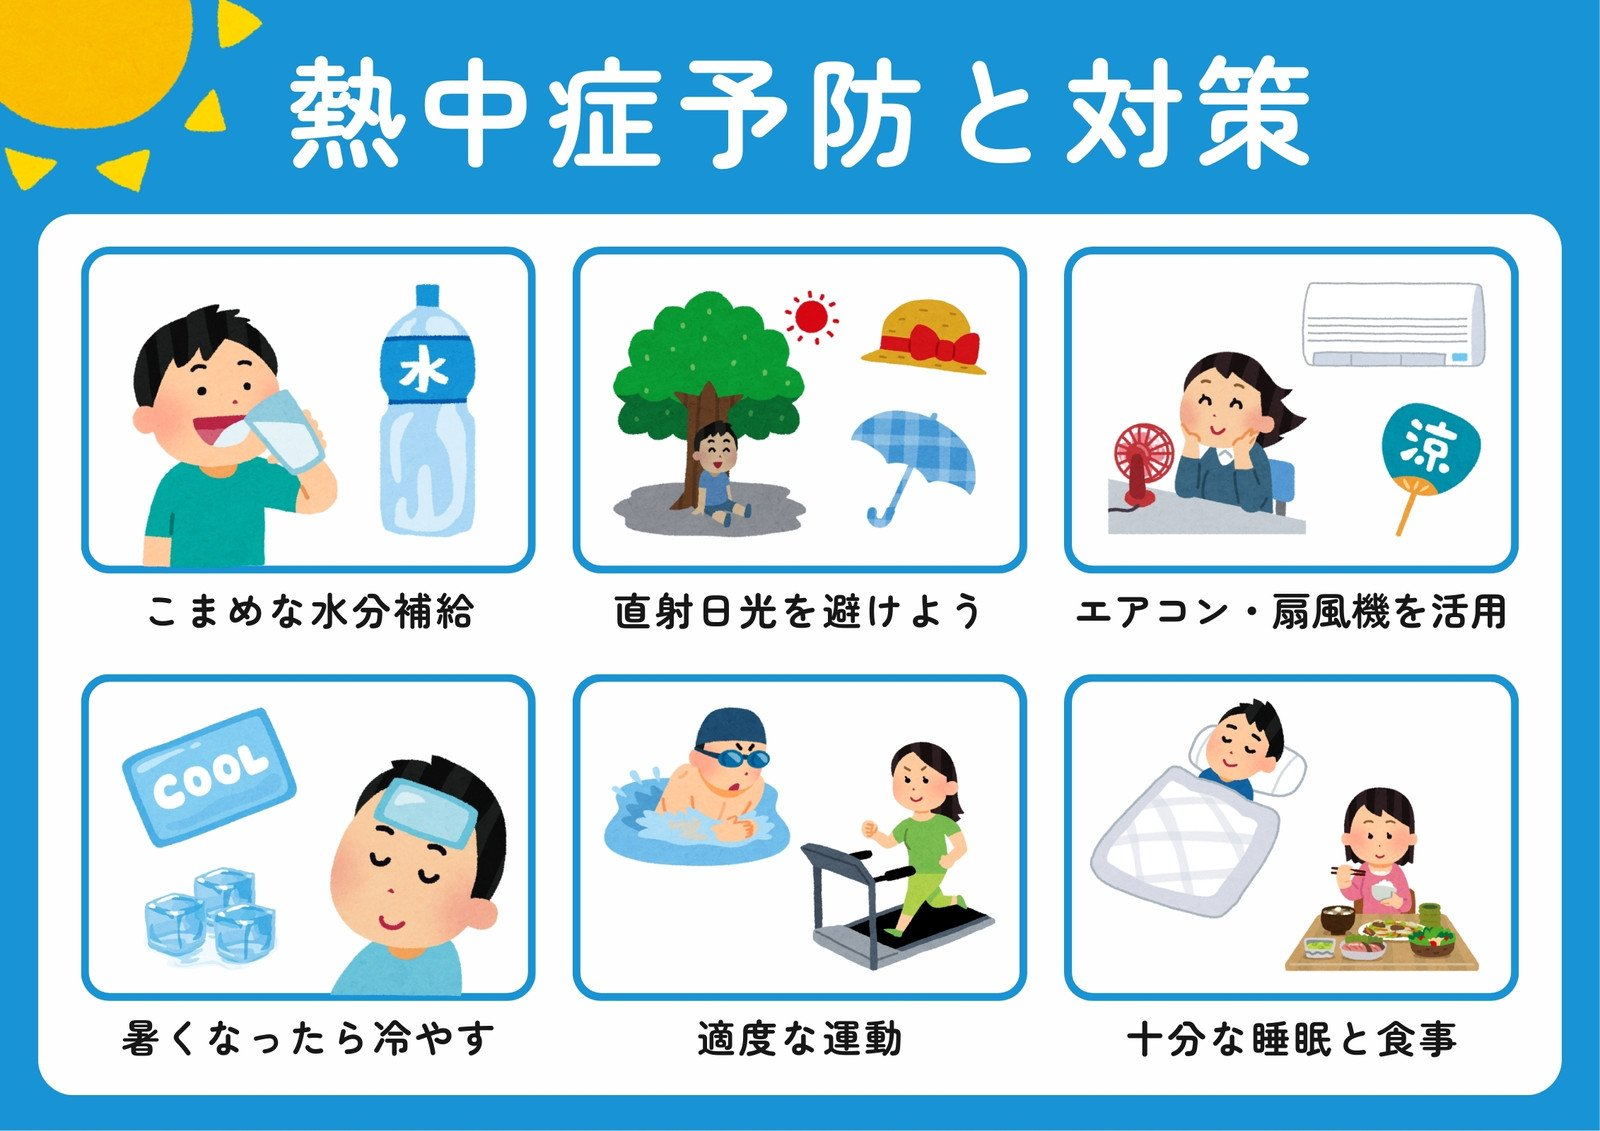 熱中症予防と対策
水
涼
こまめな水分補給
直射日光を避けよう
エアコン・扇風機を活用
COOL
暑くなったら冷やす
適度な運動
十分な睡眠と食事